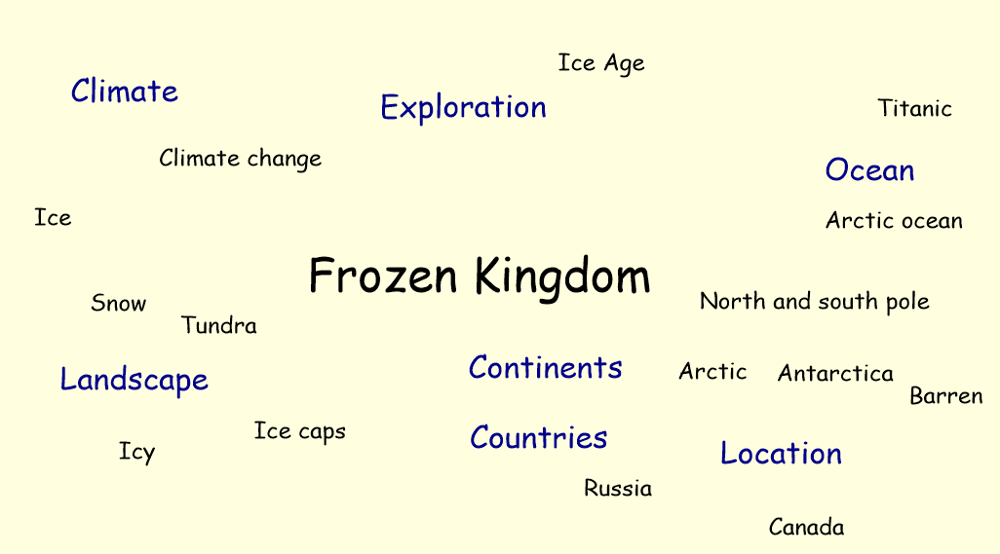 Ice Age
Climate
Exploration
Titanic
Climate change
Ocean
Ice
Arctic ocean
Frozen Kingdom
Snow
North and south pole
Tundra
Landscape
Continents
Arctic
Antarctica
Barren
Ice caps
Countries
Icy
Location
Russia
Canada